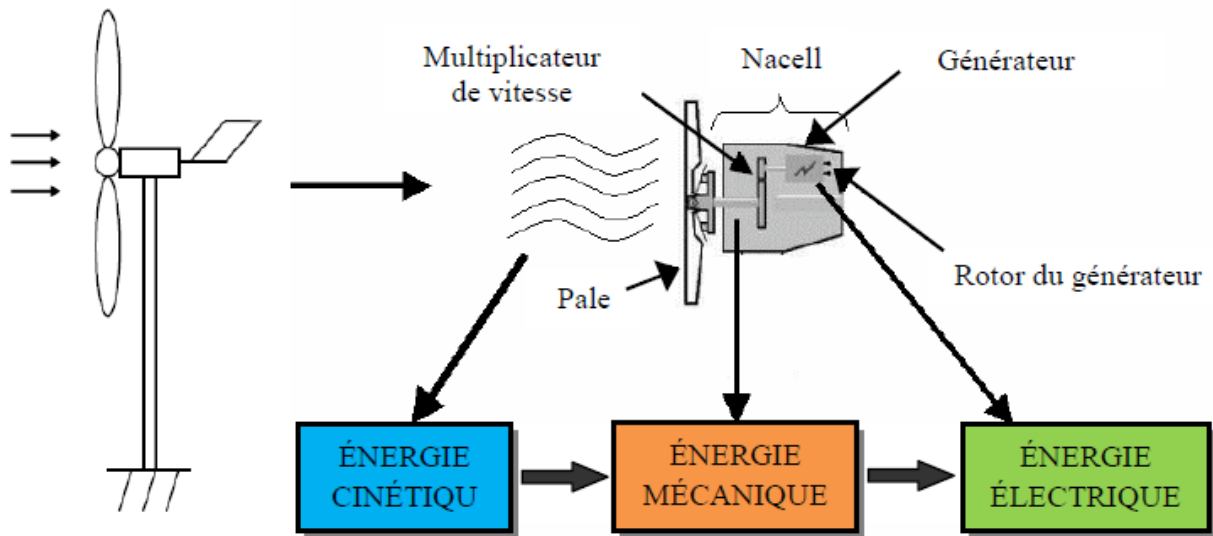 Multiplicateur
de vitesse
Nacell
Générateur
Pale
Rotor du générateur
ÉNERGIE
CINÉTIQU
ÉNERGIE
MÉCANIQUE
ÉNERGIE
ÉLECTRIQUE